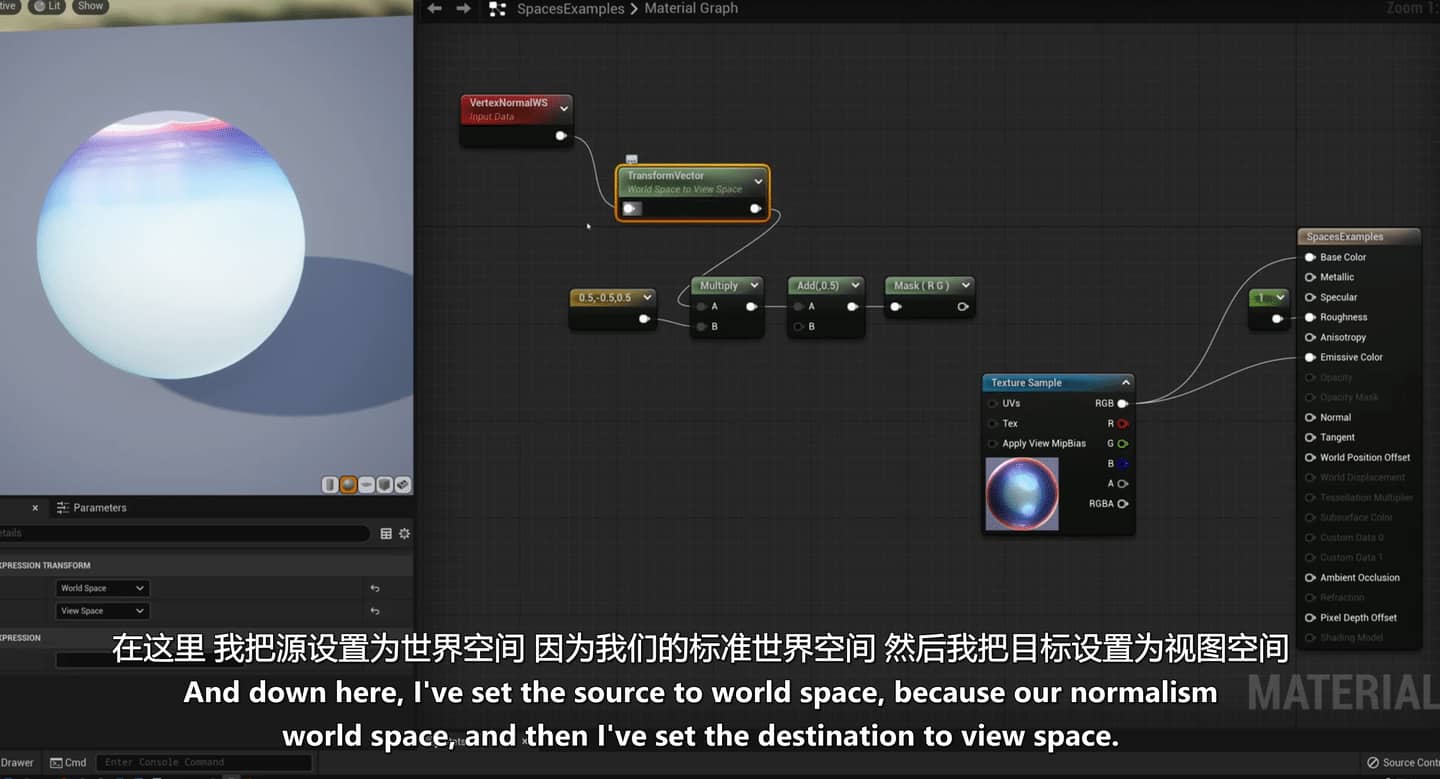 tive Lit Show
SpacesExamples > Material Graph
Zoom 1:
VertexNormalWS
Input Data
TransformVector
World Space to View Space
0.5,-0.5,0.5
Multiply
A
B
Add(,0.5)
A
B
Mask ( R G )
1
SpacesExamples
Base Color
Metallic
Specular
Roughness
Anisotropy
Emissive Color
Opacity
Opacity Mask
Normal
Tangent
World Position Offset
World Displacement
Tessellation Multiplier
Subsurface Color
Custom Data 0
Custom Data 1
Ambient Occlusion
Refraction
Pixel Depth Offset
Shading Model
Texture Sample
UVs RGB
Tex R
Apply View MipBias G
B
A
RGBA
Parameters
etails
XPRESSION TRANSFORM
World Space
View Space
XPRESSION
在这里 我把源设置为世界空间 因为我们的标准世界空间 然后我把目标设置为视图空间
And down here, I've set the source to world space, because our normalism
world space, and then I've set the destination to view space.
MATERIAL
Drawer Cmd Enter Console Command
Source Contr